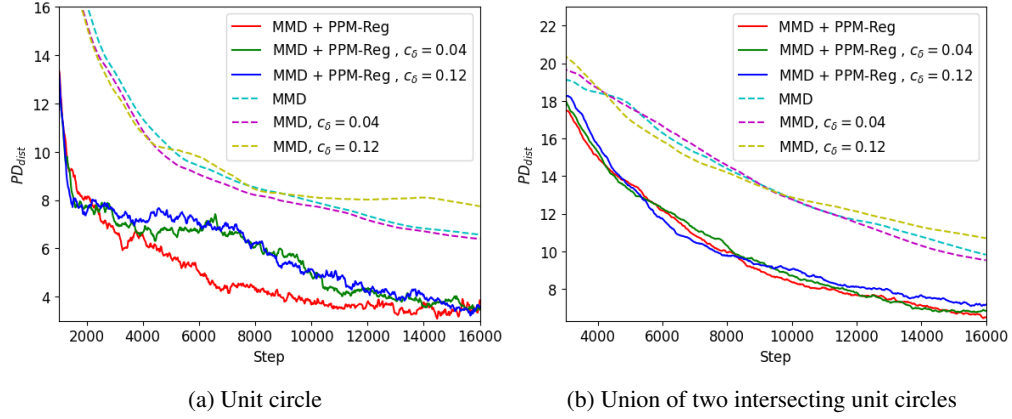 16
14
12
10
8
6
4
PD_dist
2000 4000 6000 8000 10000 12000 14000 16000
Step
MMD + PPM-Reg
MMD + PPM-Reg , c_δ = 0.04
MMD + PPM-Reg , c_δ = 0.12
MMD
MMD, c_δ = 0.04
MMD, c_δ = 0.12
(a) Unit circle
22
20
18
16
14
12
10
8
PD_dist
4000 6000 8000 10000 12000 14000 16000
Step
MMD + PPM-Reg
MMD + PPM-Reg , c_δ = 0.04
MMD + PPM-Reg , c_δ = 0.12
MMD
MMD, c_δ = 0.04
MMD, c_δ = 0.12
(b) Union of two intersecting unit circles